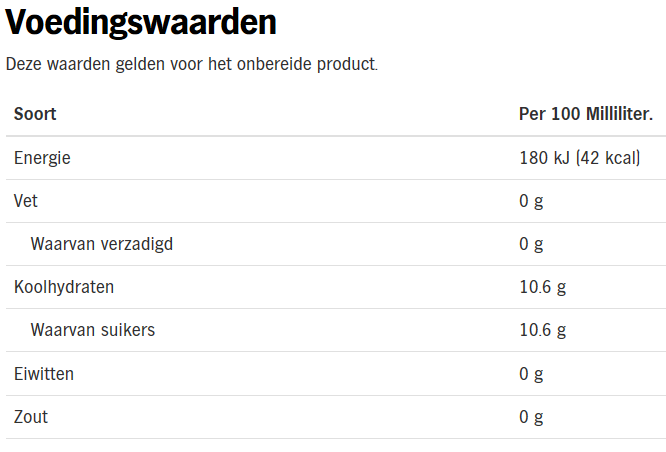 Voedingswaarden
Deze waarden gelden voor het onbereide product.
Soort Per 100 Milliliter.
Energie 180 kJ (42 kcal)
Vet 0 g
Waarvan verzadigd 0 g
Koolhydraten 10.6 g
Waarvan suikers 10.6 g
Eiwitten 0 g
Zout 0 g